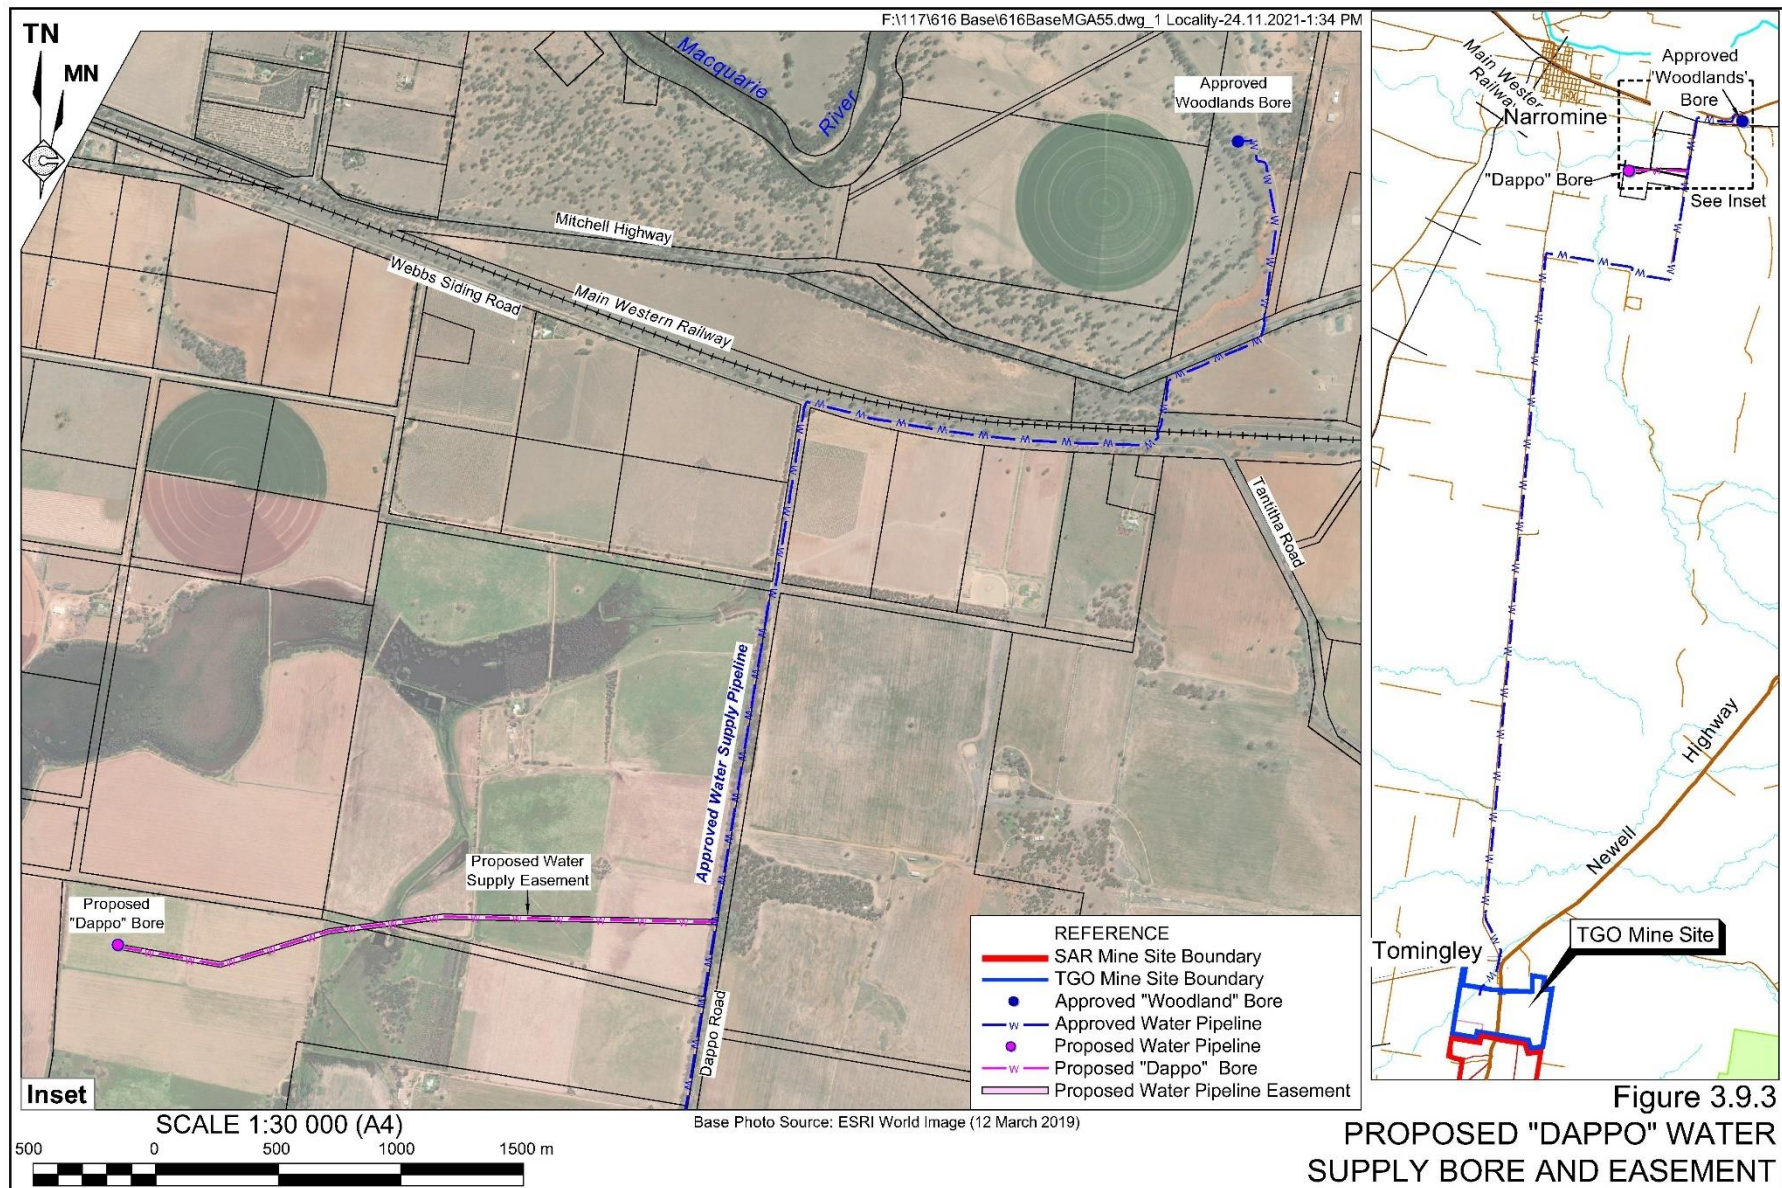 F:\117\616 Base\616BaseMGA55.dwg_1 Locality-24.11.2021-1:34 PM
TN
MN
Macquarie
River
Approved
Woodlands Bore
Mitchell Highway
Webbs Siding Road
Main Western Railway
Tantitha Road
Approved Water Supply Pipeline
Proposed Water
Supply Easement
Proposed
"Dappo" Bore
Dappo Road
Inset
REFERENCE
SAR Mine Site Boundary
TGO Mine Site Boundary
Approved "Woodland" Bore
W Approved Water Pipeline
Proposed Water Pipeline
W Proposed "Dappo" Bore
Proposed Water Pipeline Easement
Main Wester
Railway
Narromine
Approved
'Woodlands'
Bore
"Dappo" Bore
See Inset
Newell
Highway
Tomingley
TGO Mine Site
SCALE 1:30 000 (A4)
500 0 500 1000 1500 m
Base Photo Source: ESRI World Image (12 March 2019)
Figure 3.9.3
PROPOSED "DAPPO" WATER
SUPPLY BORE AND EASEMENT